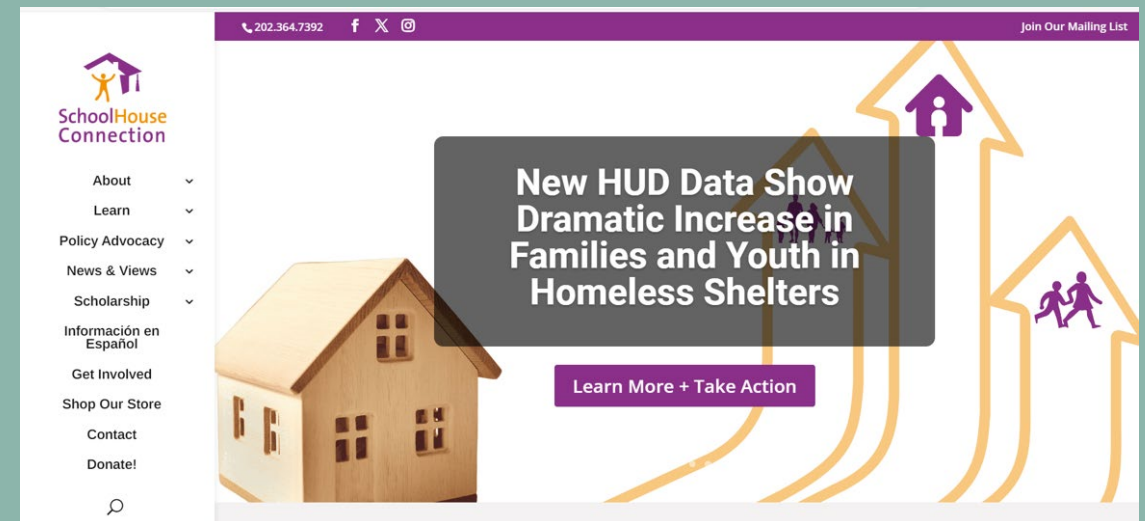 202.364.7392
Join Our Mailing List
SchoolHouse
Connection
About
Learn
Policy Advocacy
News & Views
Scholarship
Información en
Español
Get Involved
Shop Our Store
Contact
Donate!
New HUD Data Show
Dramatic Increase in
Families and Youth in
Homeless Shelters
Learn More + Take Action